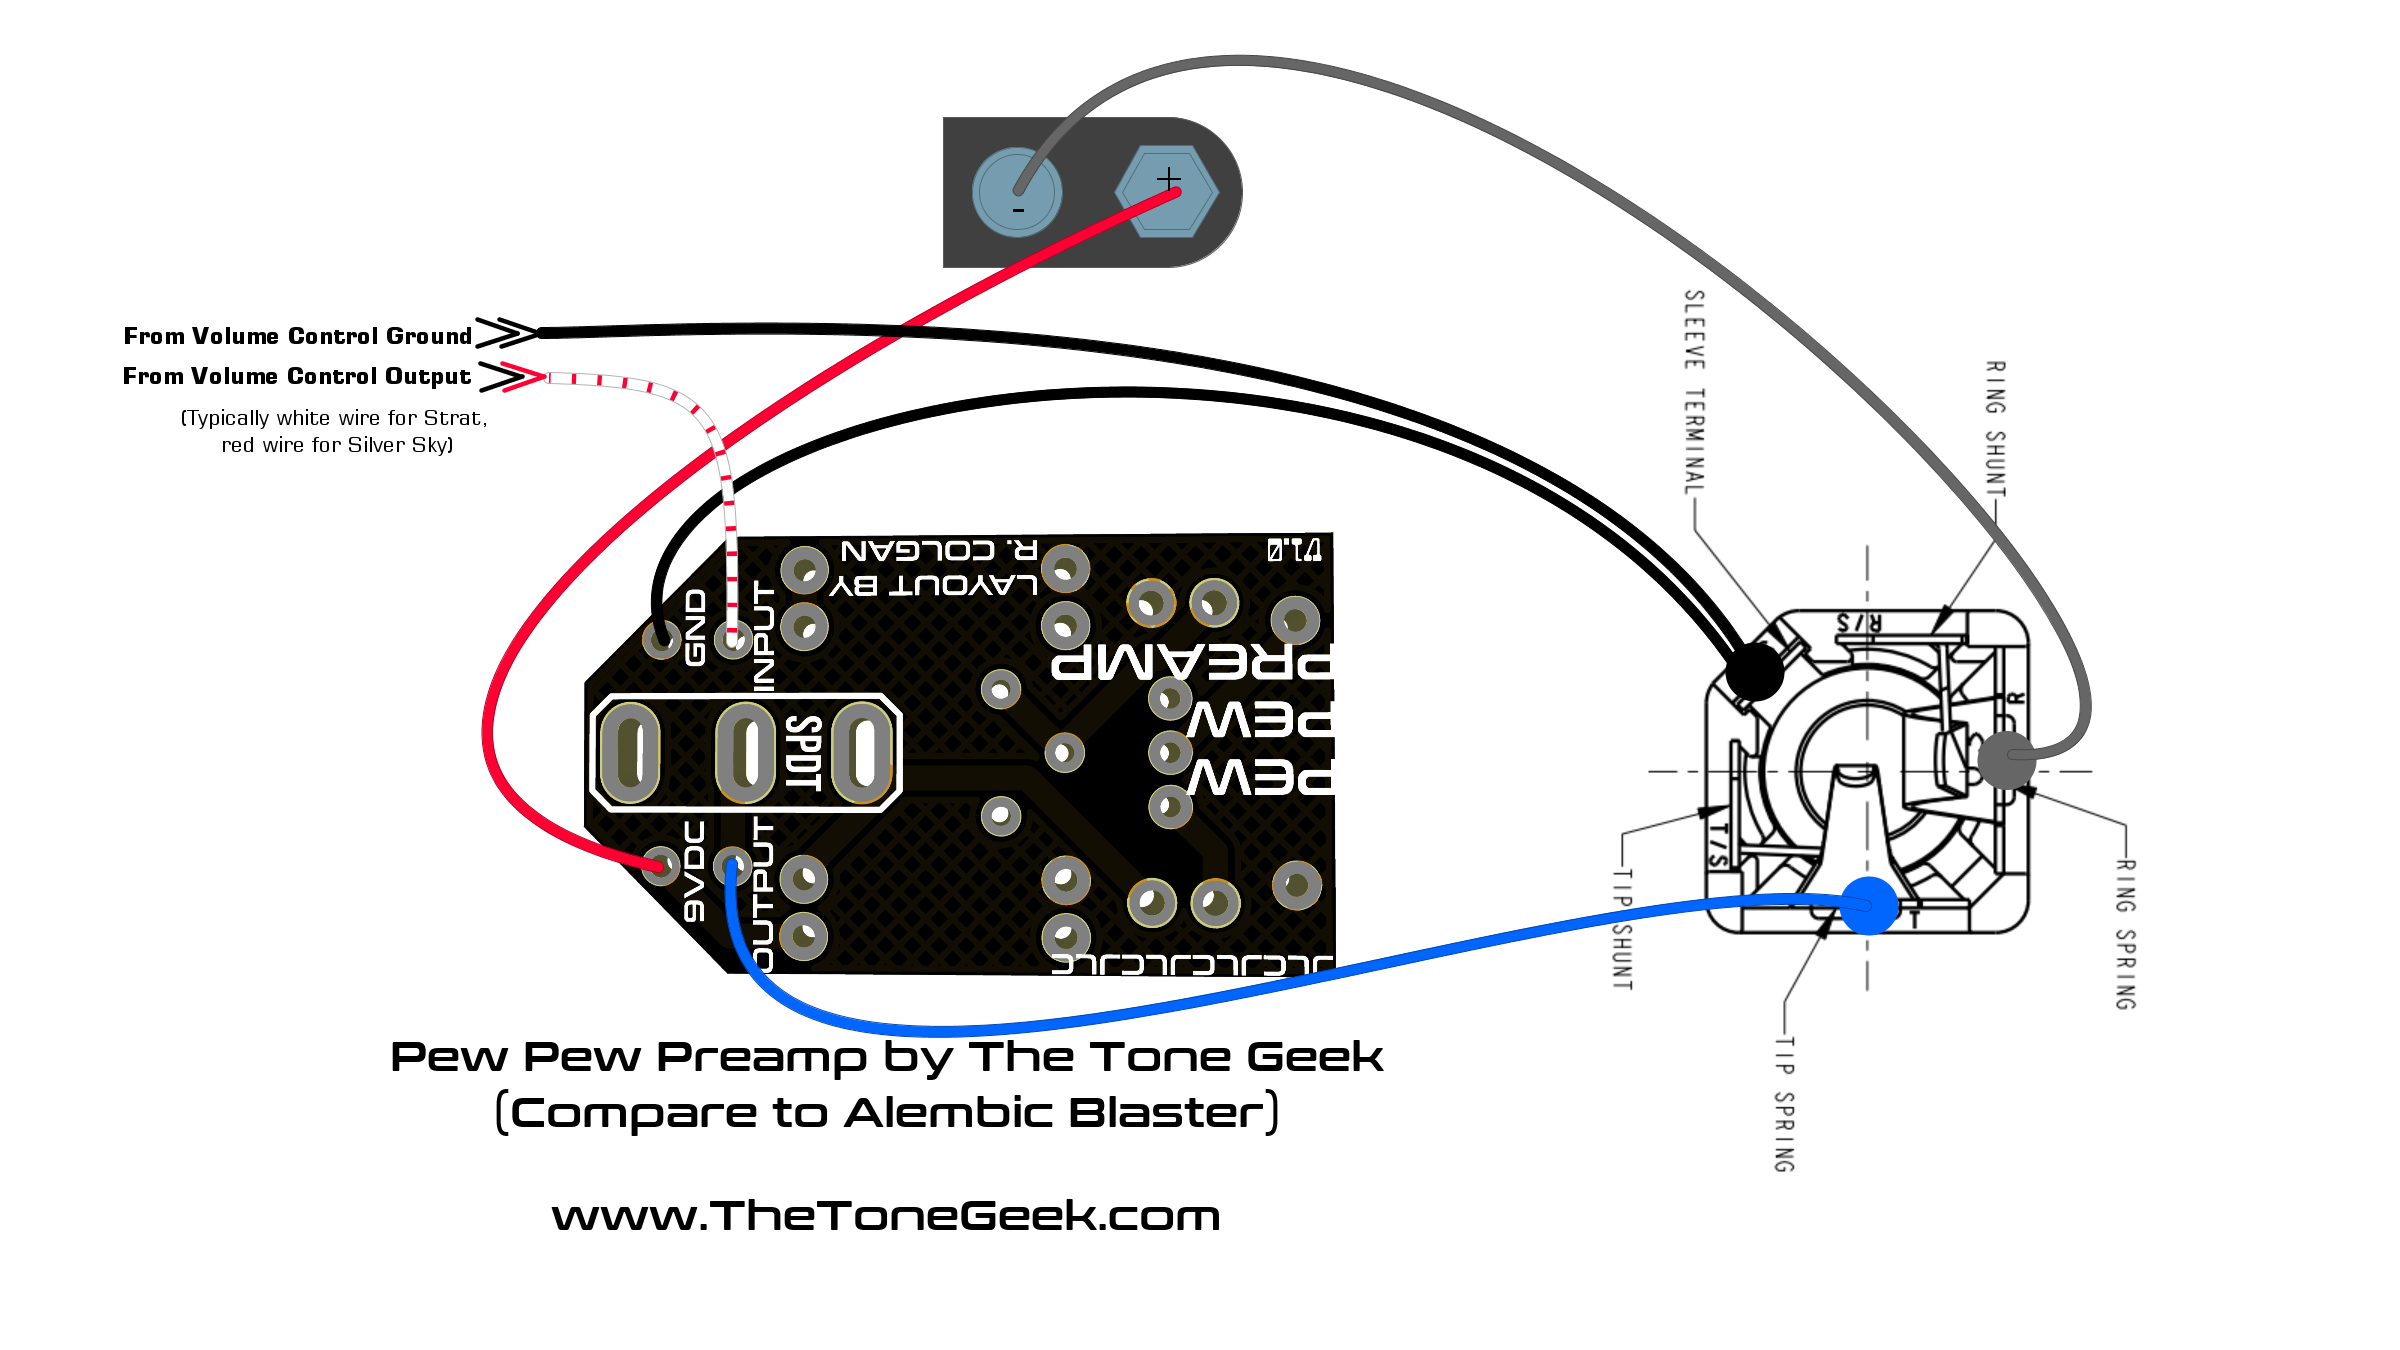 +
-
From Volume Control Ground
From Volume Control Output
(Typically white wire for Strat,
red wire for Silver Sky)
SLEEVE TERMINAL
RING SHUNT
R. COLGAN
LAYOUT BY
V1.0
GND
INPUT
PREAMP
PEW
PEW
SPDT
9VDC
OUTPUT
JLCJLCJLCJLC
R/S
R
T/S
T
TIP SHUNT
RING SPRING
TIP SPRING
Pew Pew Preamp by The Tone Geek
(Compare to Alembic Blaster)
www.TheToneGeek.com